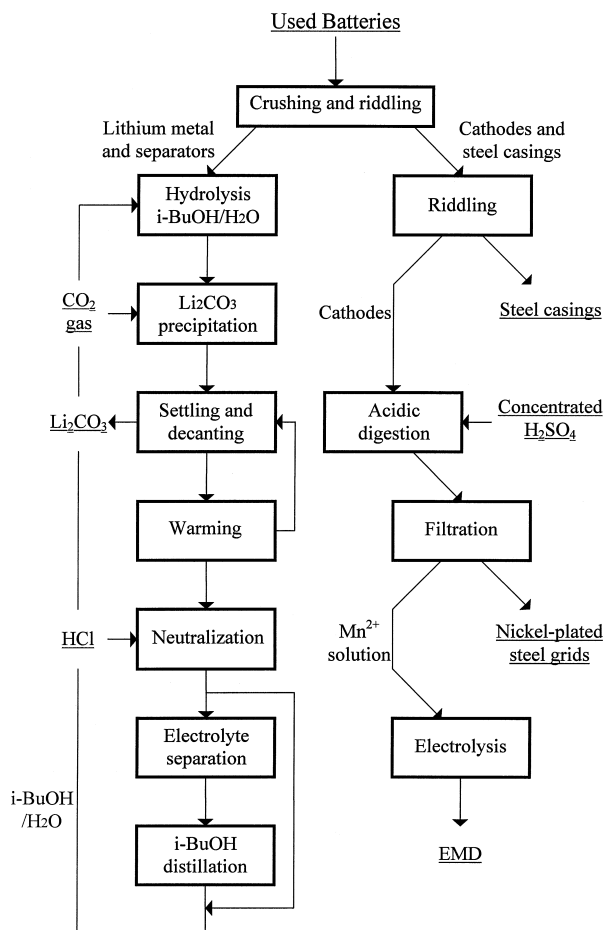 Used Batteries
Crushing and riddling
Lithium metal
and separators
Cathodes and
steel casings
Hydrolysis
i-BuOH/H2O
Riddling
CO2
gas
Li2CO3
precipitation
Cathodes
Steel casings
Li2CO3
Settling and
decanting
Acidic
digestion
Concentrated
H2SO4
Warming
Filtration
HCl
Neutralization
Mn2+
solution
Nickel-plated
steel grids
Electrolyte
separation
Electrolysis
i-BuOH
/H2O
i-BuOH
distillation
EMD